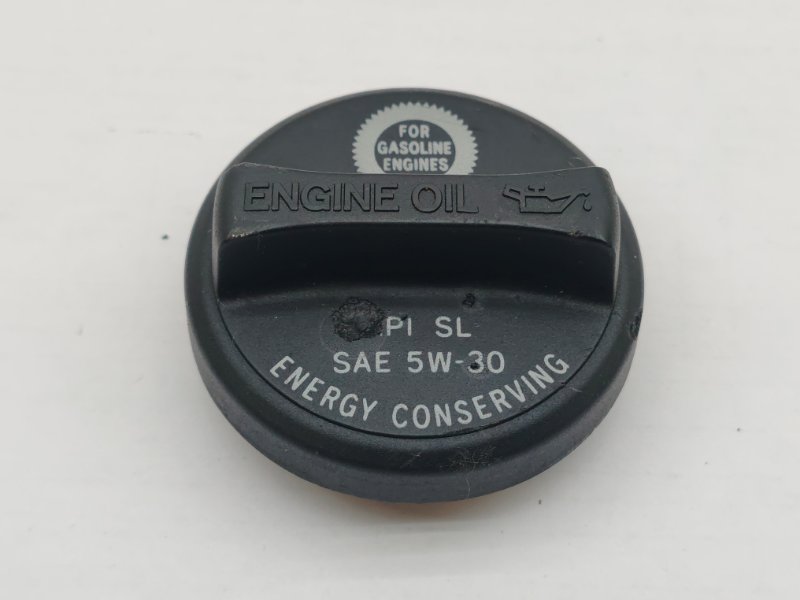 FOR
GASOLINE
ENGINES
ENGINE OIL
PI SL
SAE 5W-30
ENERGY CONSERVING